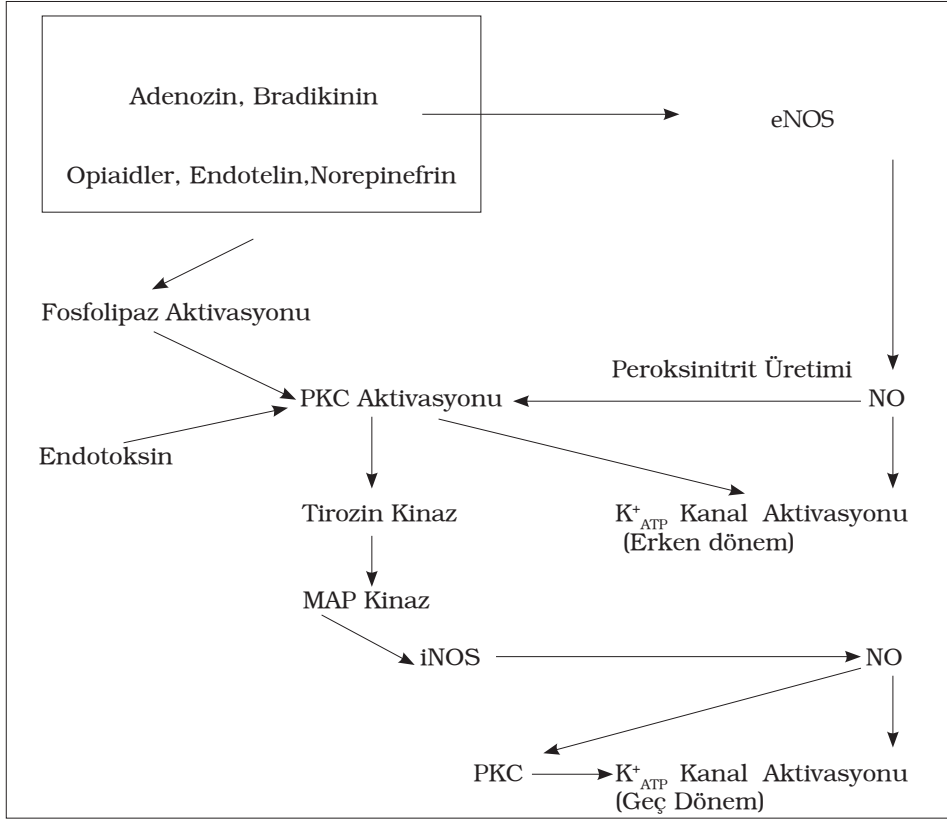 Adenozin, Bradikinin
eNOS
Opiaidler, Endotelin,Norepinefrin
Fosfolipaz Aktivasyonu
Peroksinitrit Üretimi
PKC Aktivasyonu
NO
Endotoksin
Tirozin Kinaz
K+ATP Kanal Aktivasyonu
(Erken dönem)
MAP Kinaz
iNOS
NO
PKC
K+ATP Kanal Aktivasyonu
(Geç Dönem)